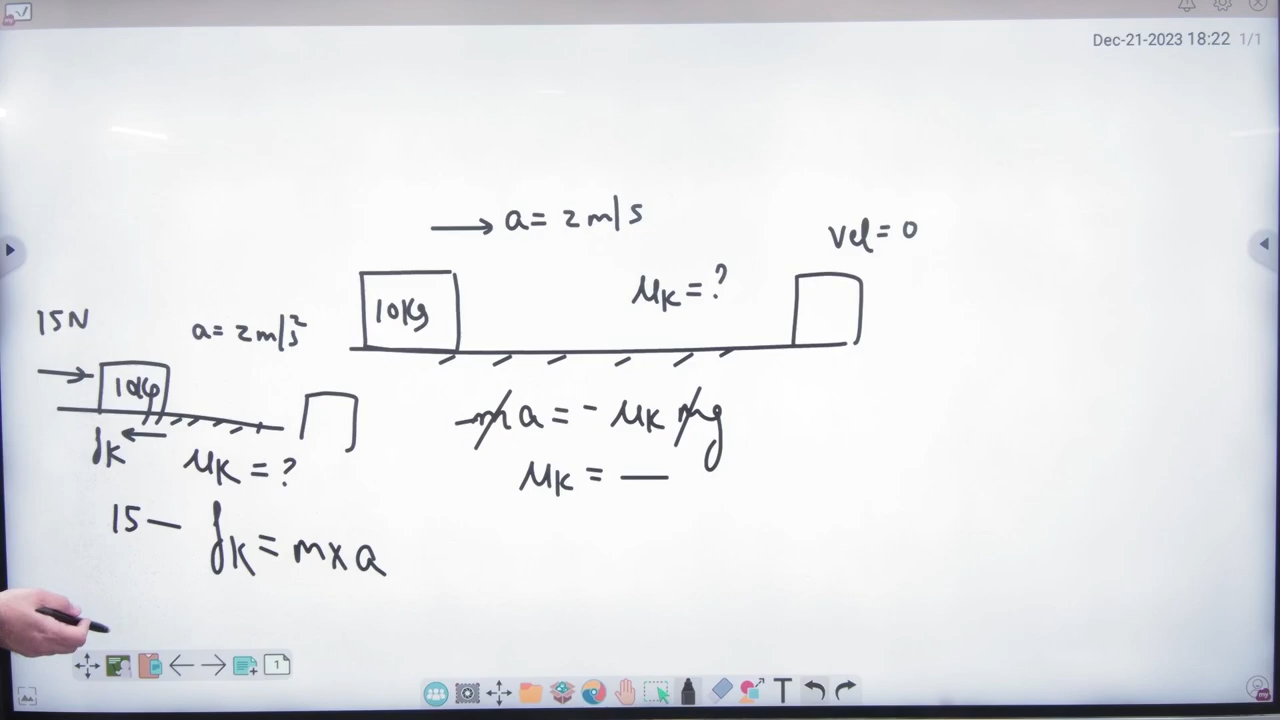 Dec-21-2023 18:22 1/1
a = 2 m/s
vel = 0
μk = ?
10Kg
15N
a = 2 m/s²
10Kg
fk
μk = ?
-ma = - μk mg
μk = —
15 - fk = m x a
1
T